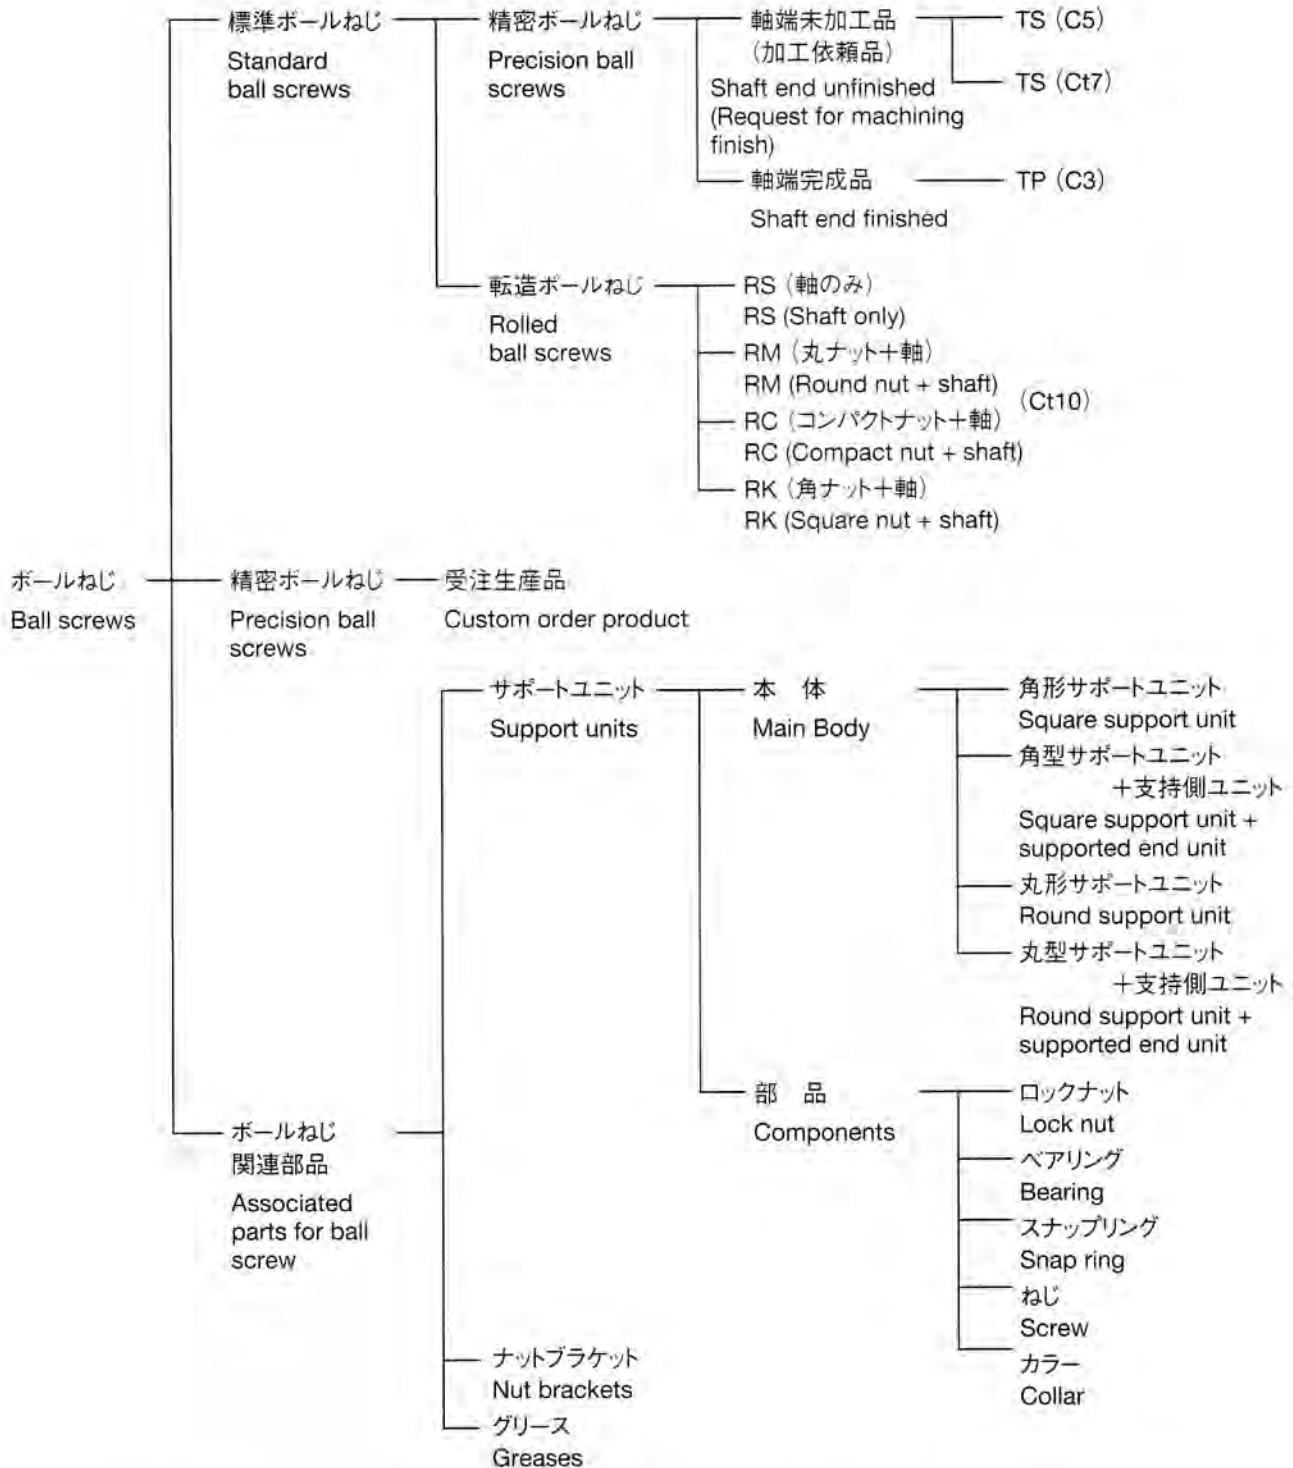 標準ボールねじ
Standard
ball screws
精密ボールねじ
Precision ball
screws
軸端未加工品
(加工依頼品)
Shaft end unfinished
(Request for machining
finish)
TS (C5)
TS (Ct7)
軸端完成品
Shaft end finished
TP (C3)
転造ボールねじ
Rolled
ball screws
RS (軸のみ)
RS (Shaft only)
RM (丸ナット+軸)
RM (Round nut + shaft)
RC (コンパクトナット+軸)
RC (Compact nut + shaft)
RK (角ナット+軸)
RK (Square nut + shaft)
(Ct10)
ボールねじ
Ball screws
精密ボールねじ
Precision ball
screws
受注生産品
Custom order product
ボールねじ
関連部品
Associated
parts for ball
screw
サポートユニット
Support units
本 体
Main Body
角形サポートユニット
Square support unit
角型サポートユニット
+支持側ユニット
Square support unit +
supported end unit
丸形サポートユニット
Round support unit
丸型サポートユニット
+支持側ユニット
Round support unit +
supported end unit
部 品
Components
ロックナット
Lock nut
ベアリング
Bearing
スナップリング
Snap ring
ねじ
Screw
カラー
Collar
ナットブラケット
Nut brackets
グリース
Greases